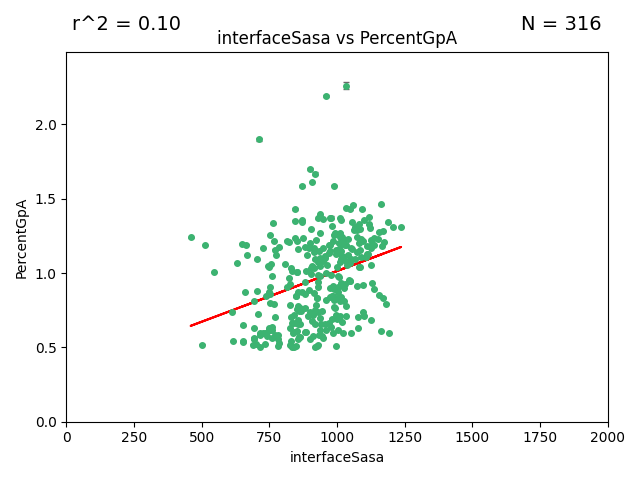 r^2 = 0.10
N = 316
interfaceSasa vs PercentGpA
PercentGpA
2.0
1.5
1.0
0.5
0.0
0 250 500 750 1000 1250 1500 1750 2000
interfaceSasa